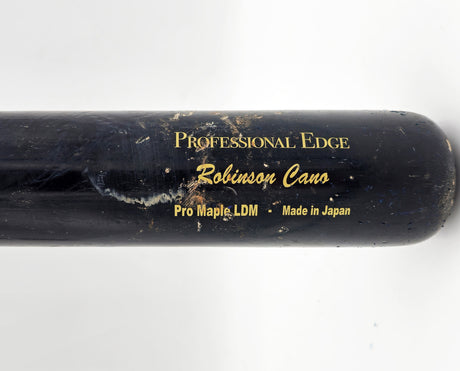 PROFESSIONAL EDGE
Robinson Cano
Pro Maple LDM - Made in Japan